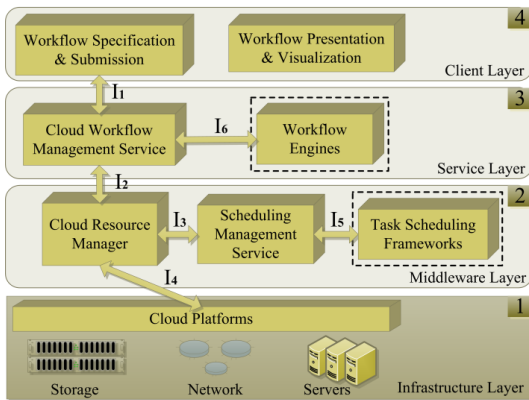 4
Workflow Specification
& Submission
Workflow Presentation
& Visualization
Client Layer
I1
3
Cloud Workflow
Management Service
I6
Workflow
Engines
Service Layer
I2
2
Cloud Resource
Manager
I3
Scheduling
Management
Service
I5
Task Scheduling
Frameworks
I4
Middleware Layer
1
Cloud Platforms
Storage
Network
Servers
Infrastructure Layer